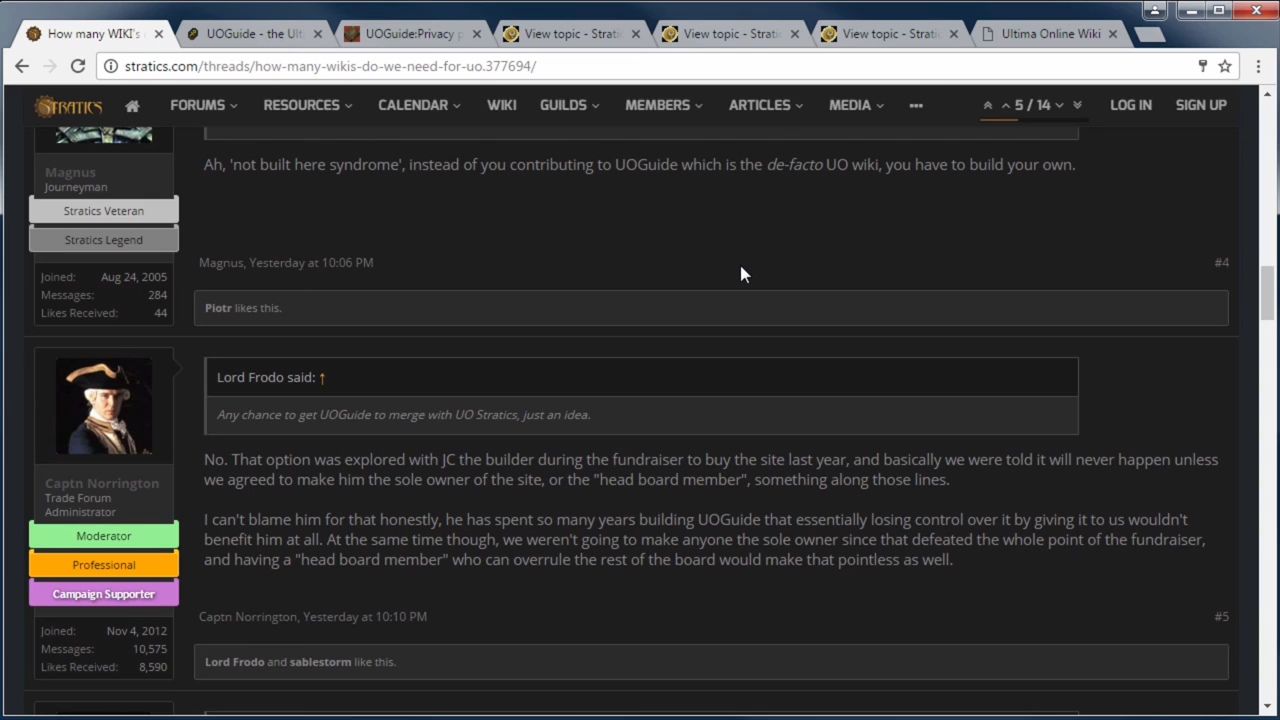 How many WIKI's
UOGuide - the Ult
UOGuide:Privacy p
View topic - Strati
View topic - Strati
View topic - Strati
Ultima Online Wiki
stratics.com/threads/how-many-wikis-do-we-need-for-uo.377694/
STRATICS
FORUMS
RESOURCES
CALENDAR
WIKI
GUILDS
MEMBERS
ARTICLES
MEDIA
5 / 14
LOG IN
SIGN UP
Ah, 'not built here syndrome', instead of you contributing to UOGuide which is the de-facto UO wiki, you have to build your own.
Magnus
Journeyman
Stratics Veteran
Stratics Legend
Joined: Aug 24, 2005
Messages: 284
Likes Received: 44
Magnus, Yesterday at 10:06 PM
#4
Piotr likes this.
Lord Frodo said: ↑
Any chance to get UOGuide to merge with UO Stratics, just an idea.
Captn Norrington
Trade Forum
Administrator
Moderator
Professional
Campaign Supporter
Joined: Nov 4, 2012
Messages: 10,575
Likes Received: 8,590
No. That option was explored with JC the builder during the fundraiser to buy the site last year, and basically we were told it will never happen unless
we agreed to make him the sole owner of the site, or the "head board member", something along those lines.
I can't blame him for that honestly, he has spent so many years building UOGuide that essentially losing control over it by giving it to us wouldn't
benefit him at all. At the same time though, we weren't going to make anyone the sole owner since that defeated the whole point of the fundraiser,
and having a "head board member" who can overrule the rest of the board would make that pointless as well.
Captn Norrington, Yesterday at 10:10 PM
#5
Lord Frodo and sablestorm like this.